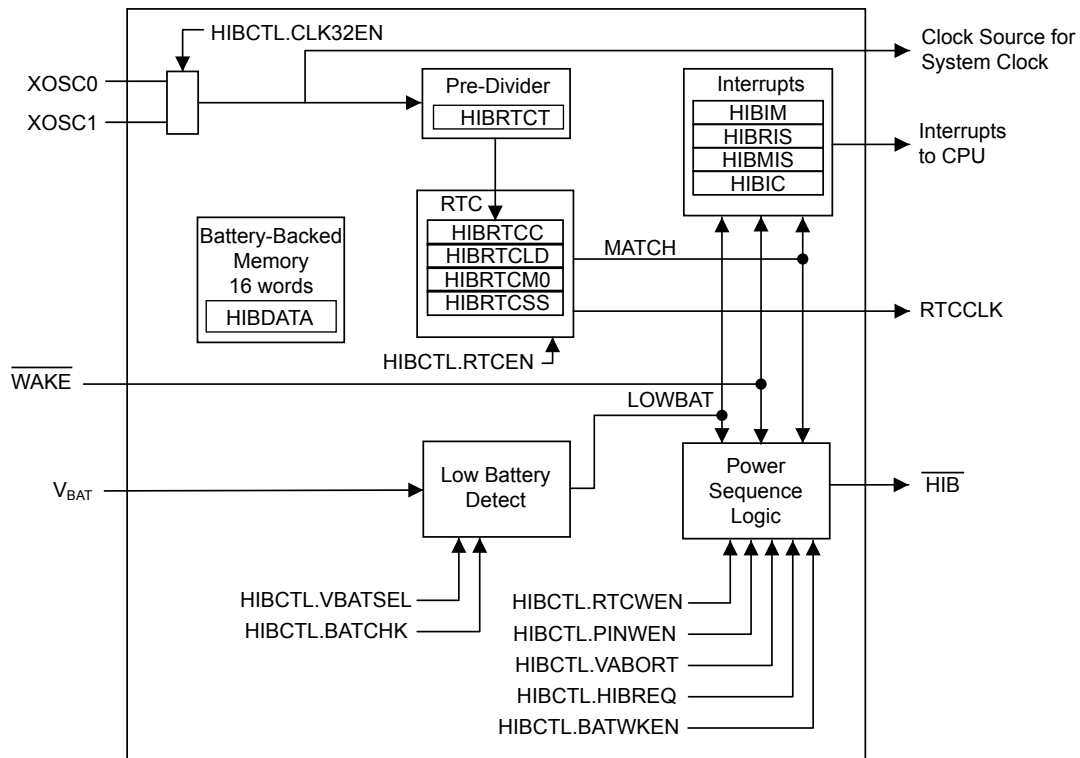 HIBCTL.CLK32EN
XOSC0
XOSC1
Clock Source for
System Clock
Pre-Divider
HIBRTCT
Interrupts
HIBIM
HIBRIS
HIBMIS
HIBIC
Interrupts
to CPU
RTC
HIBRTCC
HIBRTCLD
HIBRTCM0
HIBRTCSS
MATCH
Battery-Backed
Memory
16 words
HIBDATA
RTCCLK
HIBCTL.RTCEN
WAKE
LOWBAT
VBAT
Low Battery
Detect
Power
Sequence
Logic
HIB
HIBCTL.VBATSEL
HIBCTL.BATCHK
HIBCTL.RTCWEN
HIBCTL.PINWEN
HIBCTL.VABORT
HIBCTL.HIBREQ
HIBCTL.BATWKEN